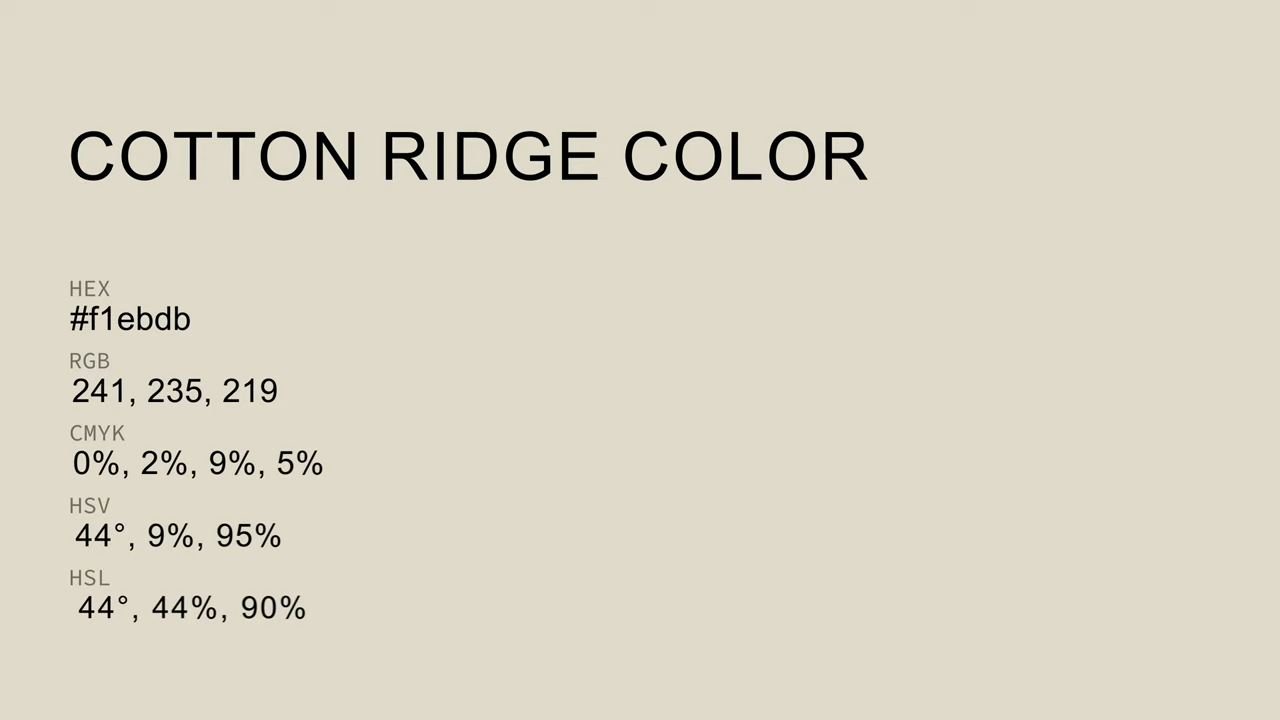 COTTON RIDGE COLOR
HEX
#f1ebdb
RGB
241, 235, 219
CMYK
0%, 2%, 9%, 5%
HSV
44°, 9%, 95%
HSL
44°, 44%, 90%